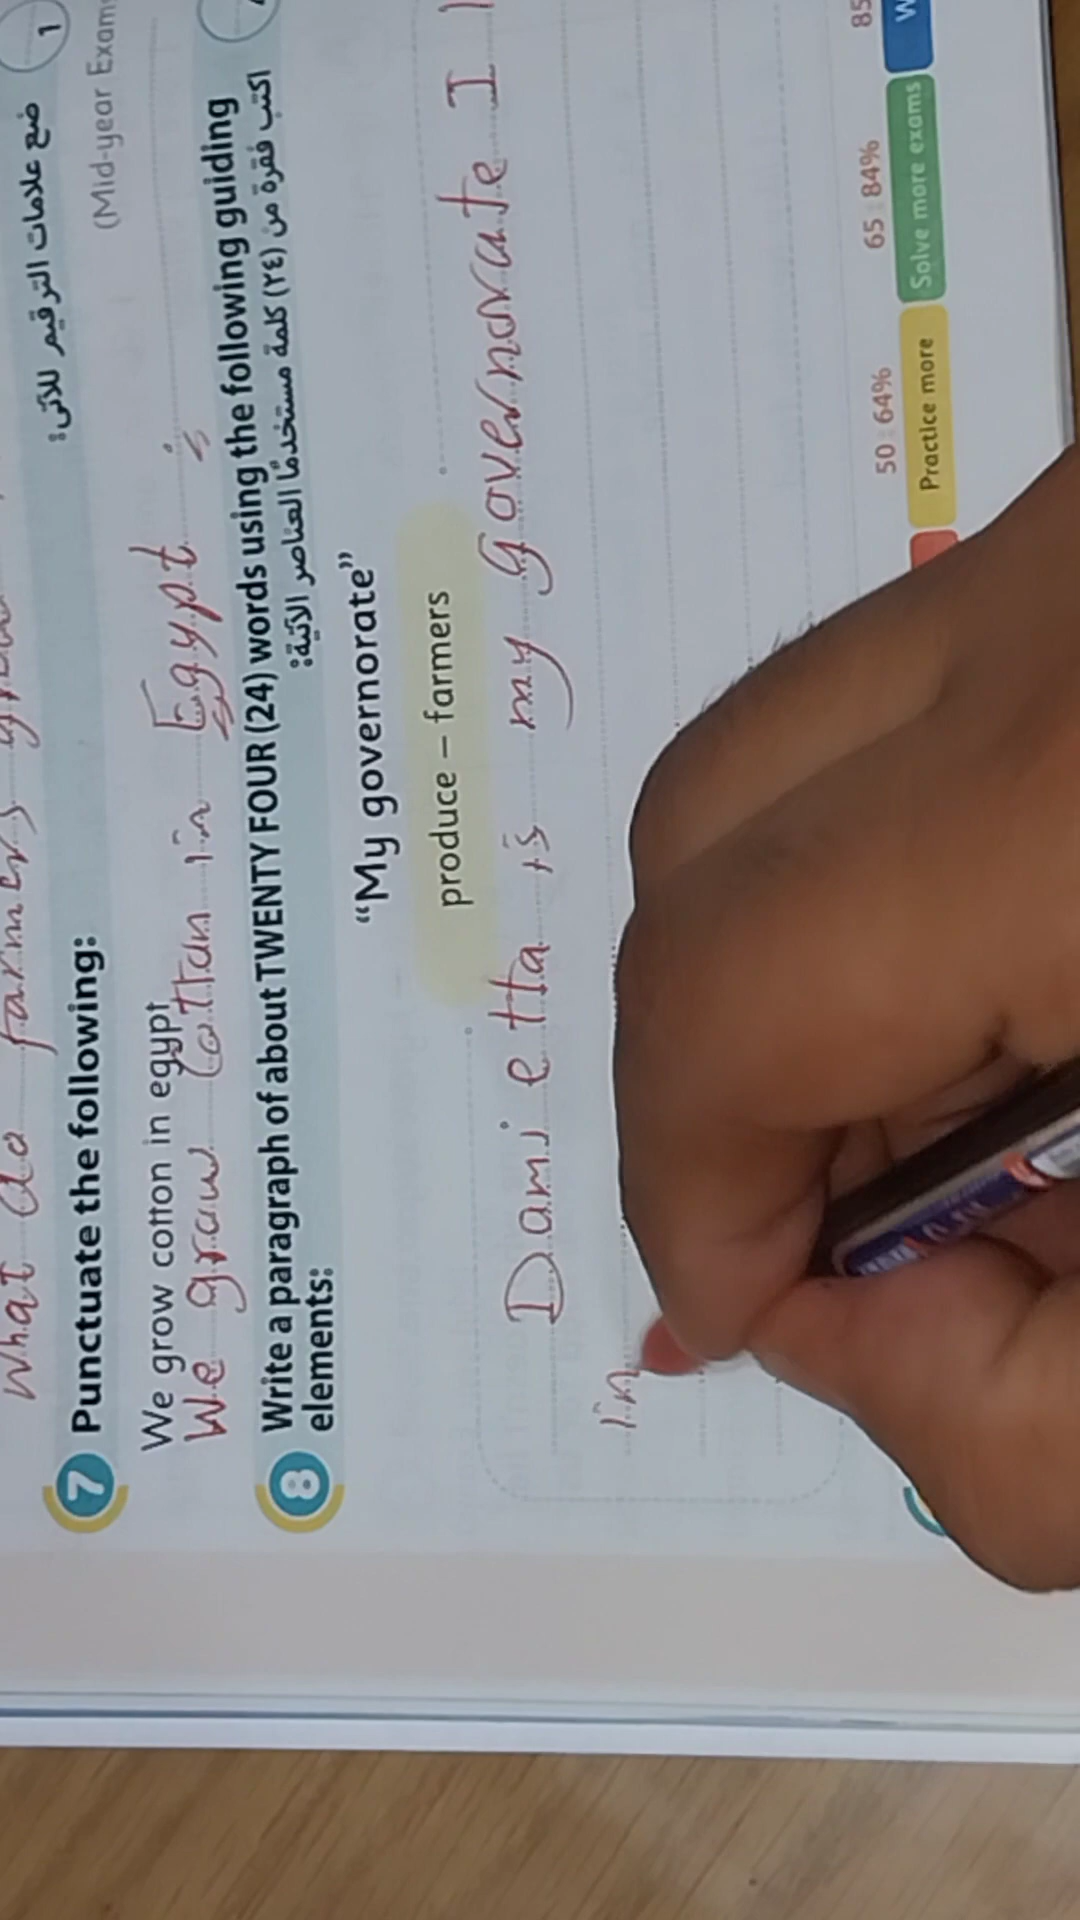 What do farmers
7 Punctuate the following:
ضع علامات الترقيم للآتى:
1
(Mid-year Exam
We grow cotton in egypt
We grow cotton in Egypt .
8 Write a paragraph of about TWENTY FOUR (24) words using the following guiding
elements:
اكتب فقرة من (٢٤) كلمة مستخدمًا العناصر الآتية:
“My governorate”
produce – farmers
Damietta is my governorate I
in
50 : 64%
65 : 84%
85
Practice more
Solve more exams
W